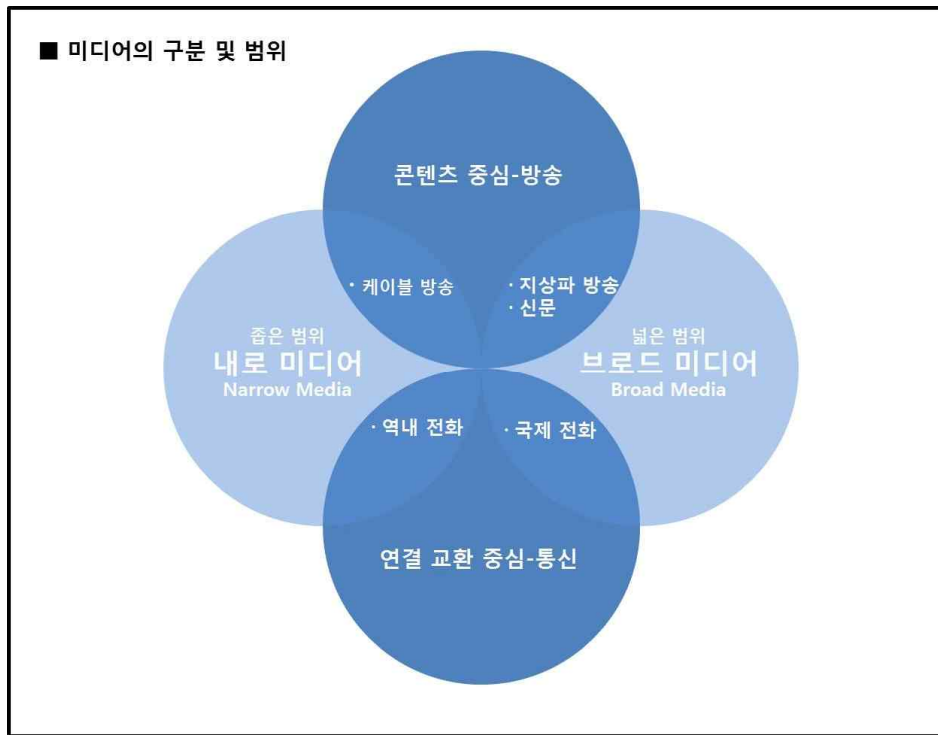 ■ 미디어의 구분 및 범위
콘텐츠 중심-방송
· 케이블 방송
· 지상파 방송
· 신문
좁은 범위
내로 미디어
Narrow Media
넓은 범위
브로드 미디어
Broad Media
· 역내 전화
· 국제 전화
연결 교환 중심-통신